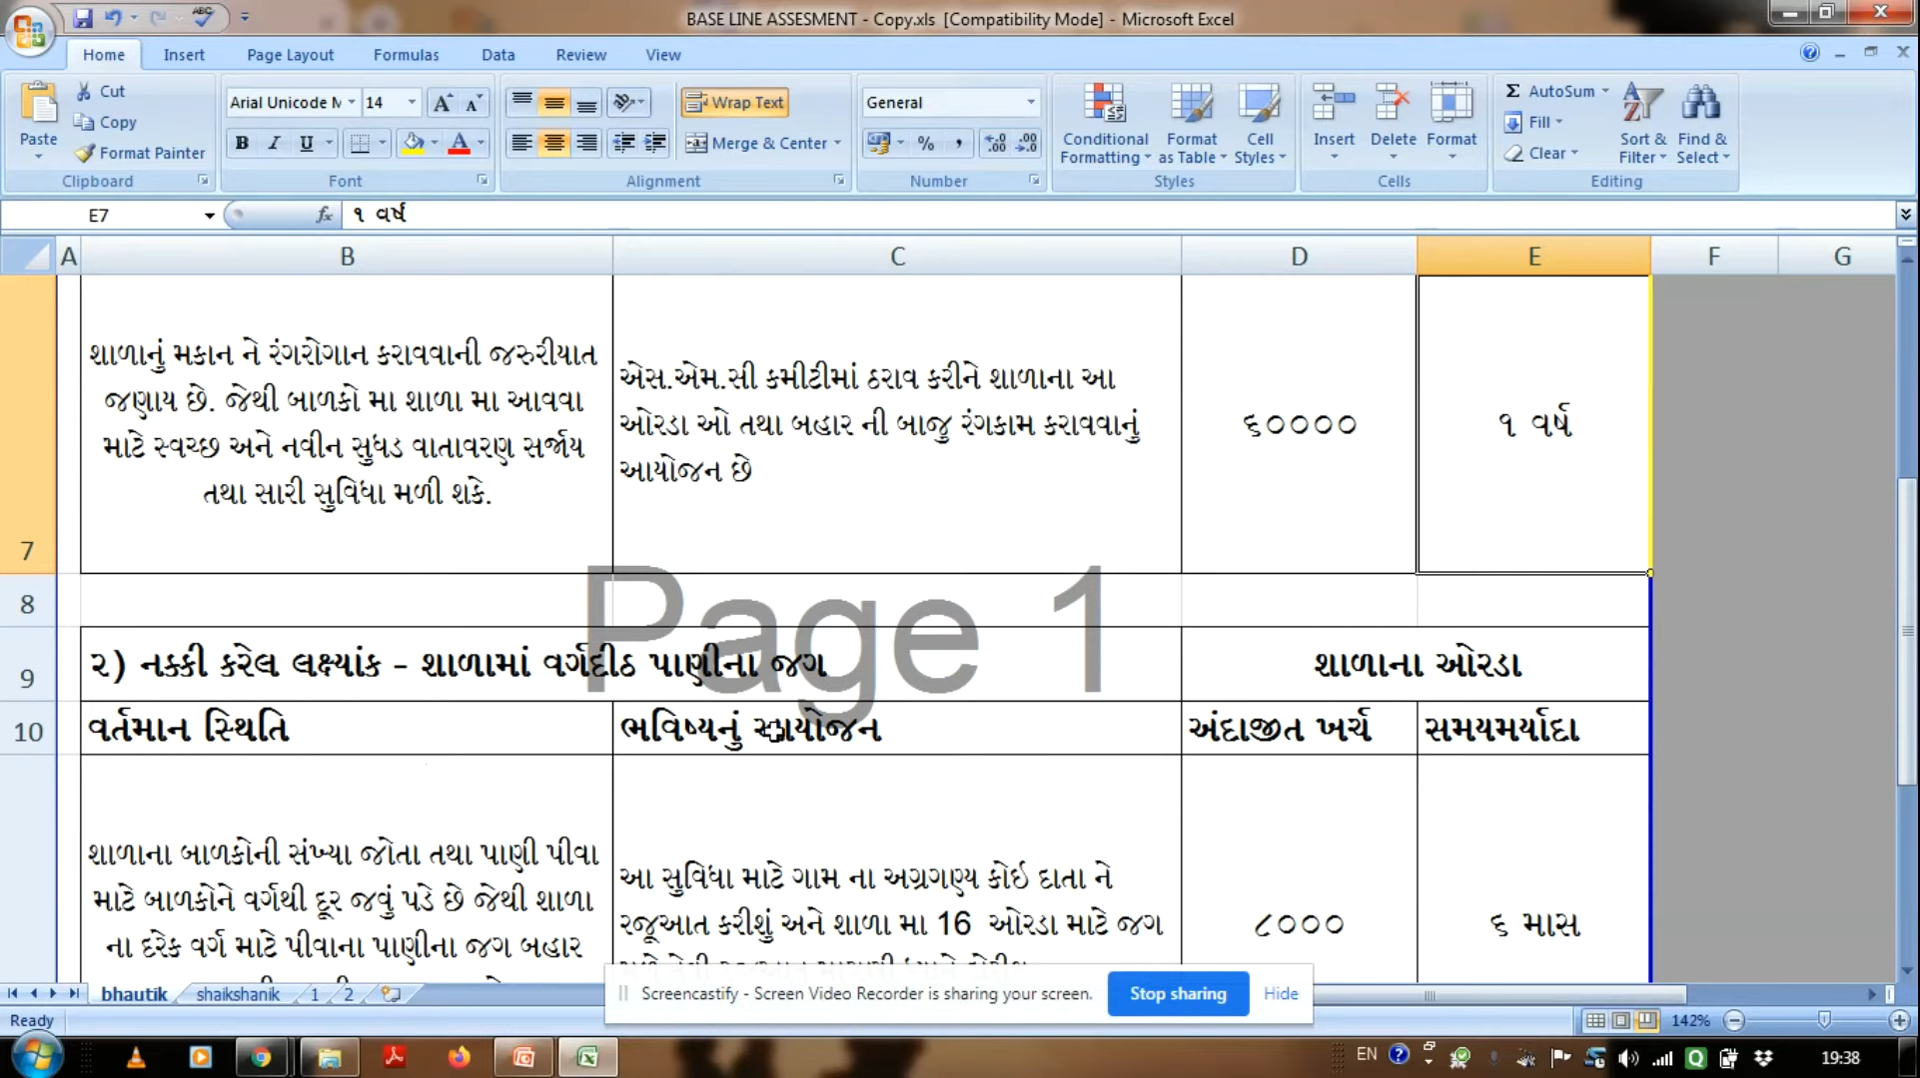 BASE LINE ASSESMENT - Copy.xls [Compatibility Mode] - Microsoft Excel
Home Insert Page Layout Formulas Data Review View
Paste
Cut
Copy
Format Painter
Clipboard
Arial Unicode M 14
B I U
Font
Wrap Text
Merge & Center
Alignment
General
% ,
Number
Conditional Formatting
Format as Table
Cell Styles
Styles
Insert Delete Format
Cells
AutoSum
Fill
Clear
Sort & Filter
Find & Select
Editing
E7 fx ૧ વર્ષ
A B C D E F G
7
શાળાનું મકાન ને રંગરોગાન કરાવવાની જરુરીયાત
જણાય છે. જેથી બાળકો મા શાળા મા આવવા
માટે સ્વચ્છ અને નવીન સુઘડ વાતાવરણ સર્જાય
તથા સારી સુવિધા મળી શકે.
એસ.એમ.સી કમીટીમાં ઠરાવ કરીને શાળાના આ
ઓરડા ઓ તથા બહાર ની બાજુ રંગકામ કરાવવાનું
આયોજન છે
૬૦૦૦૦
૧ વર્ષ
Page 1
8
9
૨) નક્કી કરેલ લક્ષ્યાંક - શાળામાં વર્ગદીઠ પાણીના જગ
શાળાના ઓરડા
10
વર્તમાન સ્થિતિ
ભવિષ્યનું આયોજન
અંદાજીત ખર્ચ
સમયમર્યાદા
શાળાના બાળકોની સંખ્યા જોતા તથા પાણી પીવા
માટે બાળકોને વર્ગથી દૂર જવું પડે છે જેથી શાળા
ના દરેક વર્ગ માટે પીવાના પાણીના જગ બહાર
આ સુવિધા માટે ગામ ના અગ્રગણ્ય કોઇ દાતા ને
રજૂઆત કરીશું અને શાળા મા 16 ઓરડા માટે જગ
૮૦૦૦
૬ માસ
Screencastify - Screen Video Recorder is sharing your screen. Stop sharing Hide
bhautik shaikshanik 1 2
Ready
142%
EN
19:38